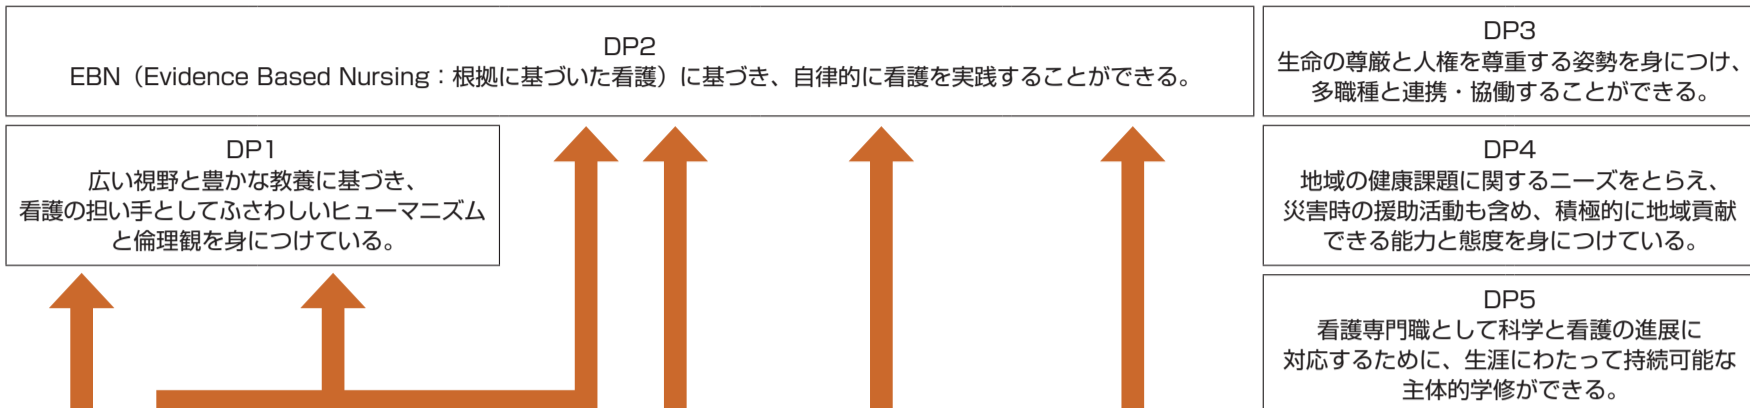 DP2
EBN（Evidence Based Nursing：根拠に基づいた看護）に基づき、自律的に看護を実践することができる。
DP3
生命の尊厳と人権を尊重する姿勢を身につけ、
多職種と連携・協働することができる。
DP1
広い視野と豊かな教養に基づき、
看護の担い手としてふさわしいヒューマニズム
と倫理観を身につけている。
DP4
地域の健康課題に関するニーズをとらえ、
災害時の援助活動も含め、積極的に地域貢献
できる能力と態度を身につけている。
DP5
看護専門職として科学と看護の進展に
対応するために、生涯にわたって持続可能な
主体的学修ができる。